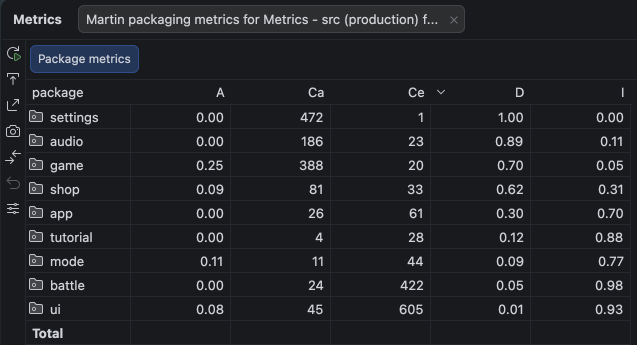 Metrics Martin packaging metrics for Metrics - src (production) f... ×
Package metrics
package A Ca Ce D I
settings 0.00 472 1 1.00 0.00
audio 0.00 186 23 0.89 0.11
game 0.25 388 20 0.70 0.05
shop 0.09 81 33 0.62 0.31
app 0.00 26 61 0.30 0.70
tutorial 0.00 4 28 0.12 0.88
mode 0.11 11 44 0.09 0.77
battle 0.00 24 422 0.05 0.98
ui 0.08 45 605 0.01 0.93
Total